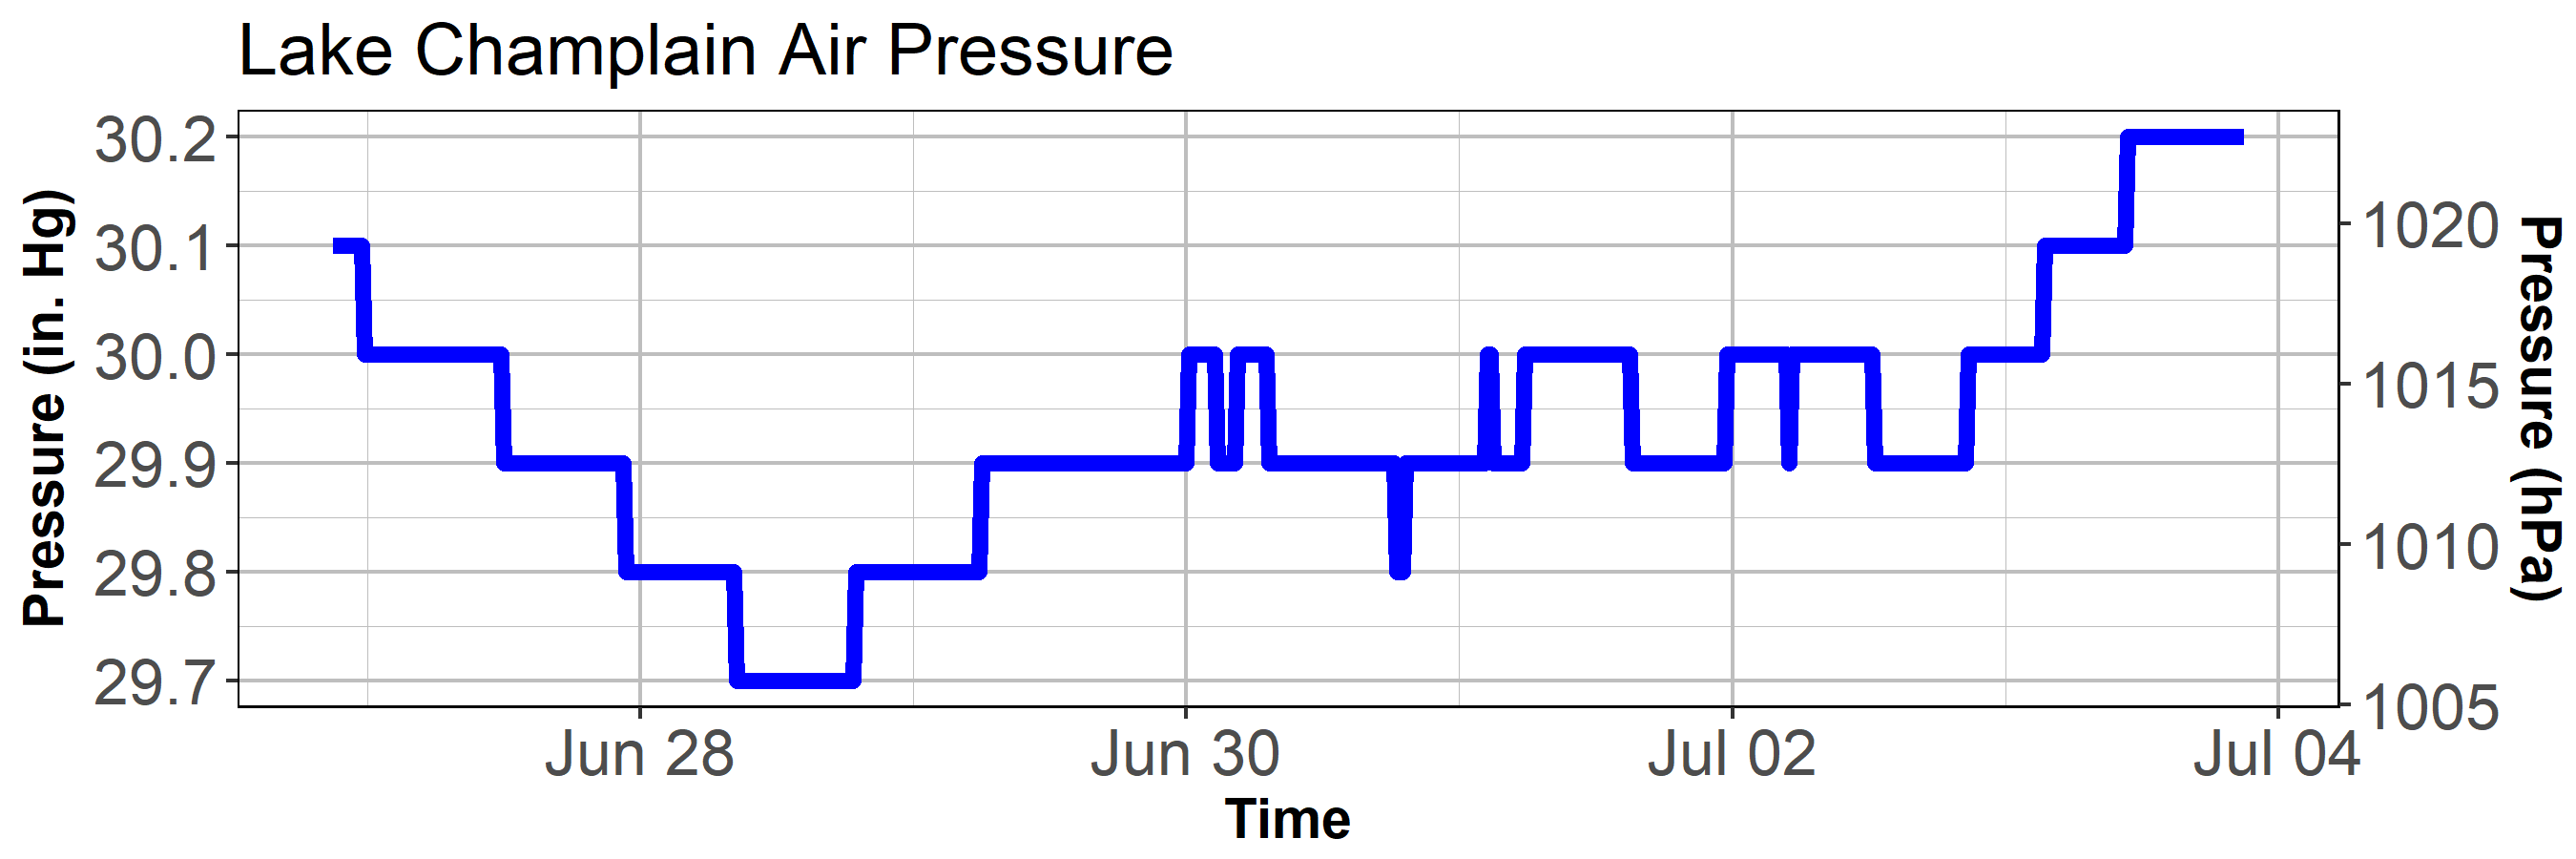 Lake Champlain Air Pressure
30.2
30.1
30.0
29.9
29.8
29.7
Pressure (in. Hg)
1020
1015
1010
1005
Pressure (hPa)
Jun 28 Jun 30 Jul 02 Jul 04
Time